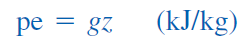 pe = gz (kJ/kg)